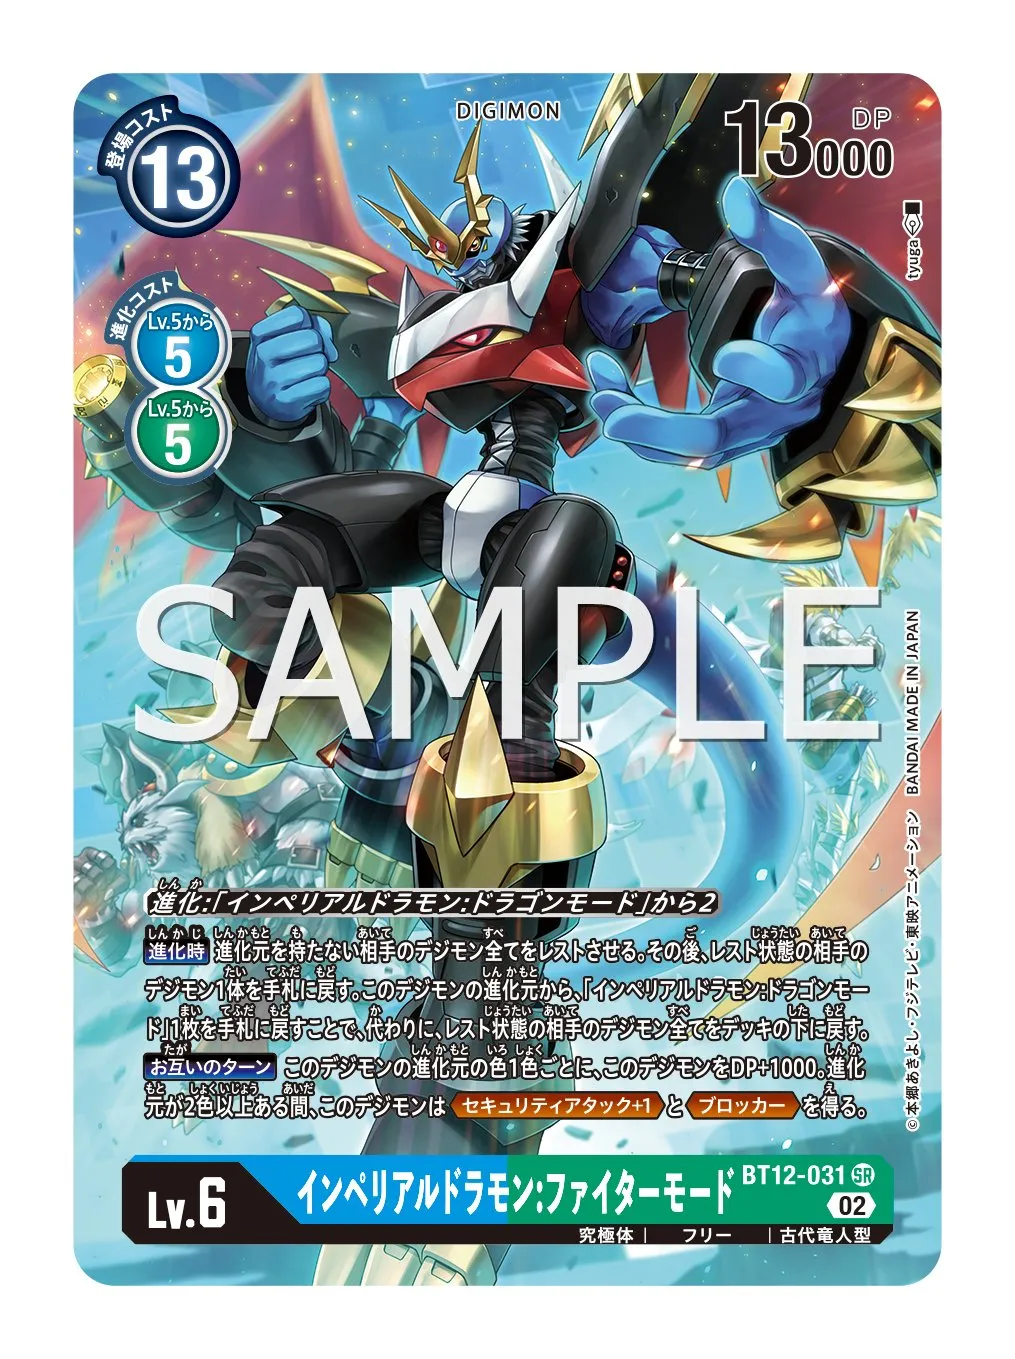 DIGIMON
登場コスト
13
13000
DP
進化コスト
Lv.5から
5
Lv.5から
5
tyuga
SAMPLE
BANDAI MADE IN JAPAN
©本郷あきよし・フジテレビ・東映アニメーション
進化:「インペリアルドラモン:ドラゴンモード」から2
進化時 進化元を持たない相手のデジモン全てをレストさせる。その後、レスト状態の相手の
デジモン1体を手札に戻す。このデジモンの進化元から、「インペリアルドラモン:ドラゴンモー
ド」1枚を手札に戻すことで、代わりに、レスト状態の相手のデジモン全てをデッキの下に戻す。
お互いのターン このデジモンの進化元の色1色ごとに、このデジモンをDP+1000。進化
元が2色以上ある間、このデジモンは セキュリティアタック+1 と ブロッカー を得る。
Lv.6
インペリアルドラモン:ファイターモード
BT12-031 SR
02
究極体 | フリー | 古代竜人型